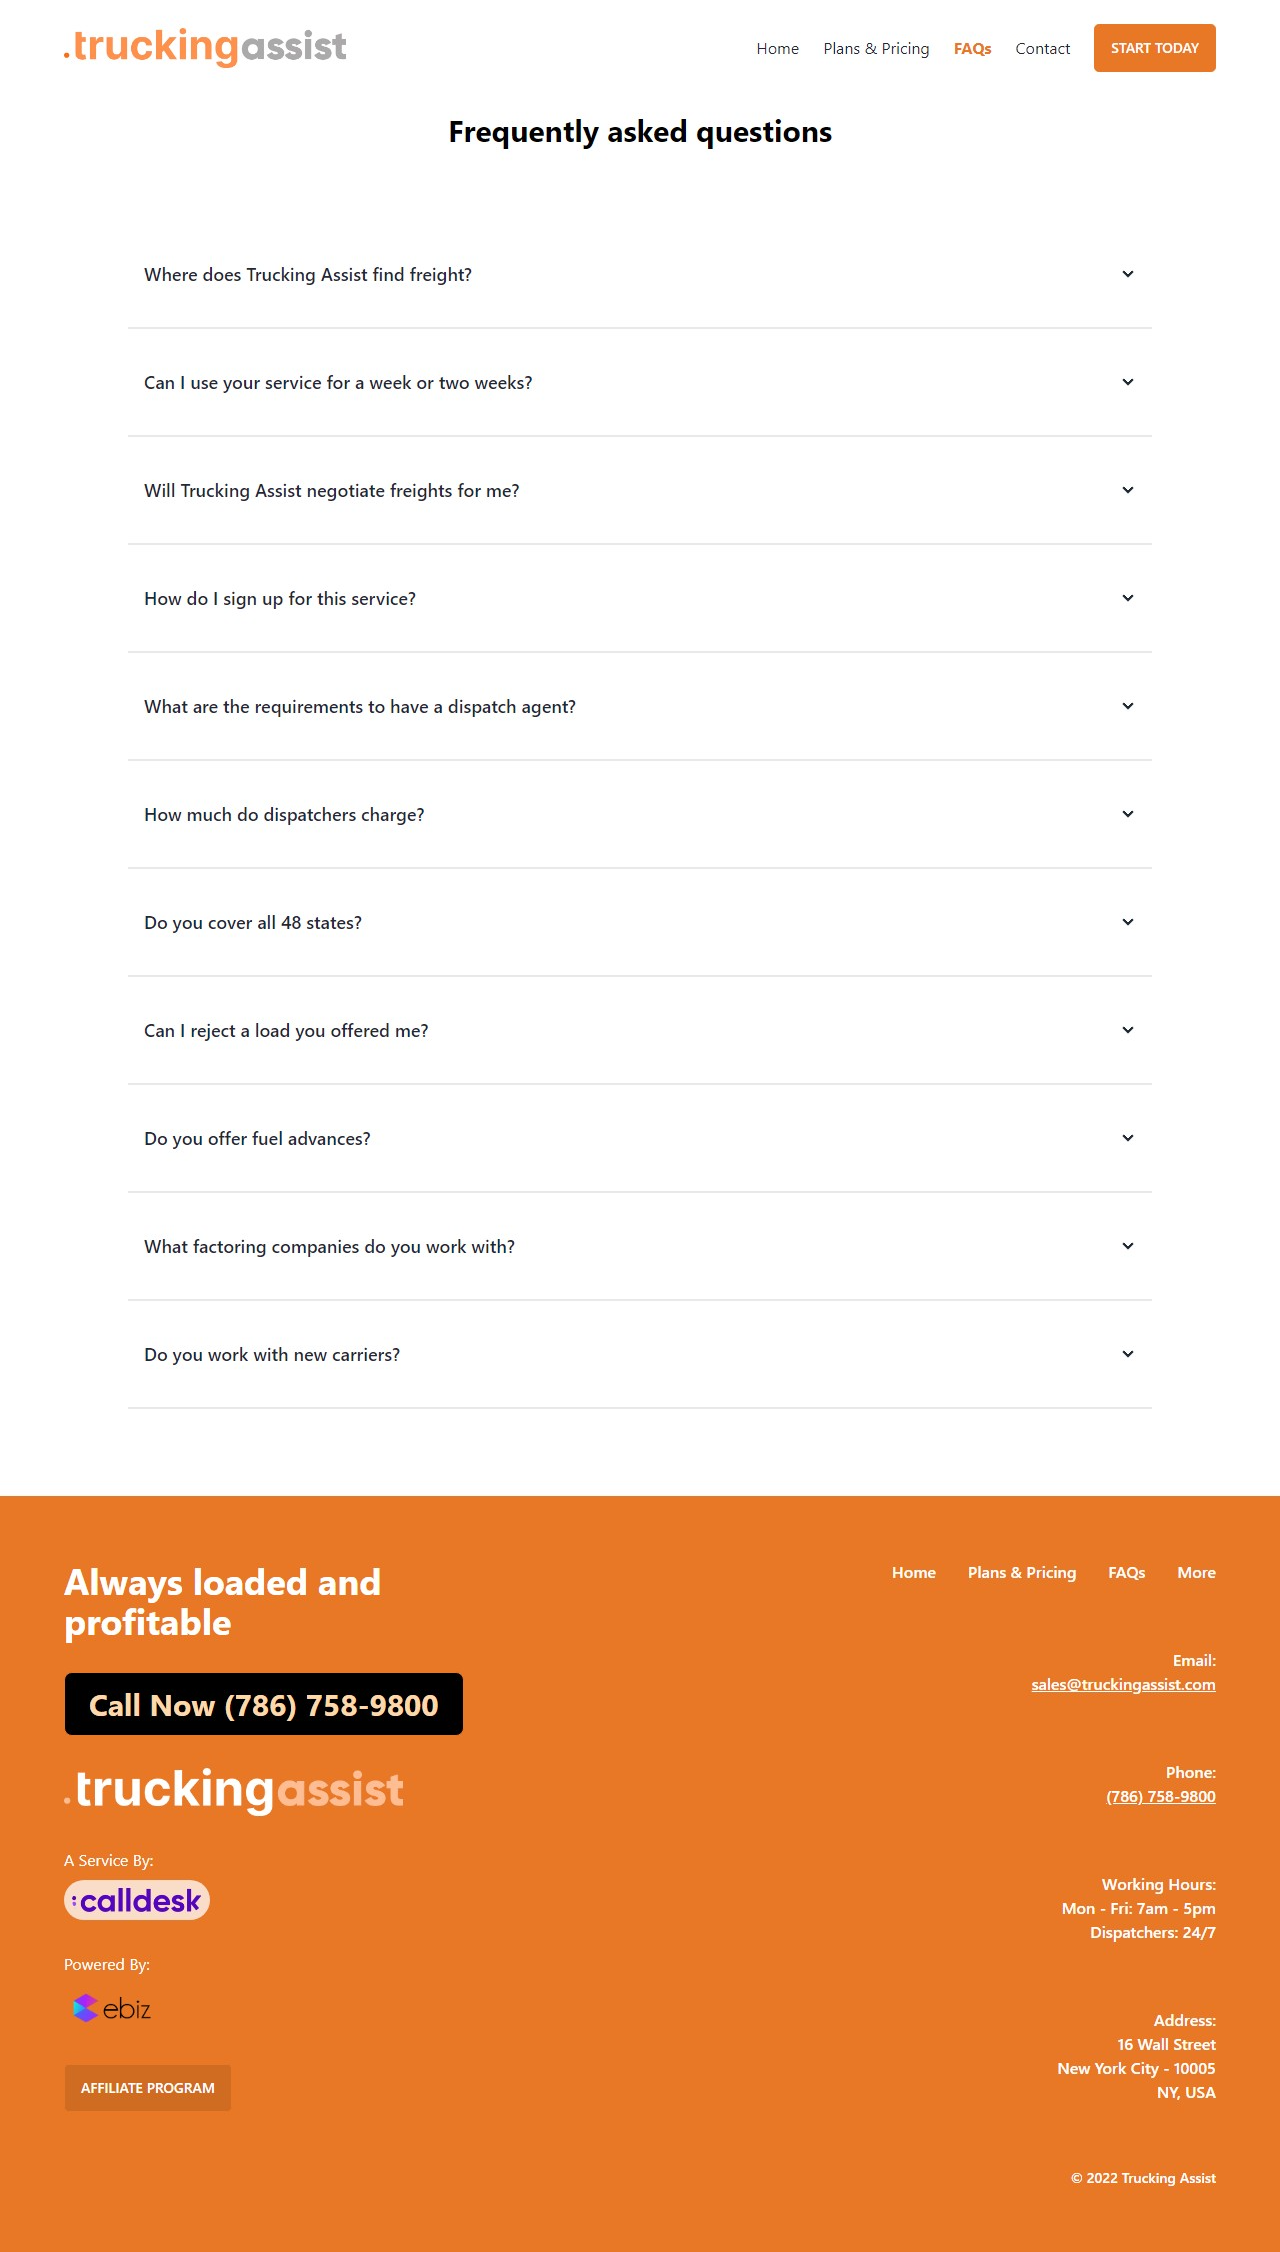 .truckingassist
Home Plans & Pricing FAQs Contact START TODAY
Frequently asked questions
Where does Trucking Assist find freight?
Can I use your service for a week or two weeks?
Will Trucking Assist negotiate freights for me?
How do I sign up for this service?
What are the requirements to have a dispatch agent?
How much do dispatchers charge?
Do you cover all 48 states?
Can I reject a load you offered me?
Do you offer fuel advances?
What factoring companies do you work with?
Do you work with new carriers?
Always loaded and
profitable
Call Now (786) 758-9800
.truckingassist
A Service By:
:calldesk
Powered By:
ebiz
AFFILIATE PROGRAM
Home Plans & Pricing FAQs More
Email:
sales@truckingassist.com
Phone:
(786) 758-9800
Working Hours:
Mon - Fri: 7am - 5pm
Dispatchers: 24/7
Address:
16 Wall Street
New York City - 10005
NY, USA
© 2022 Trucking Assist